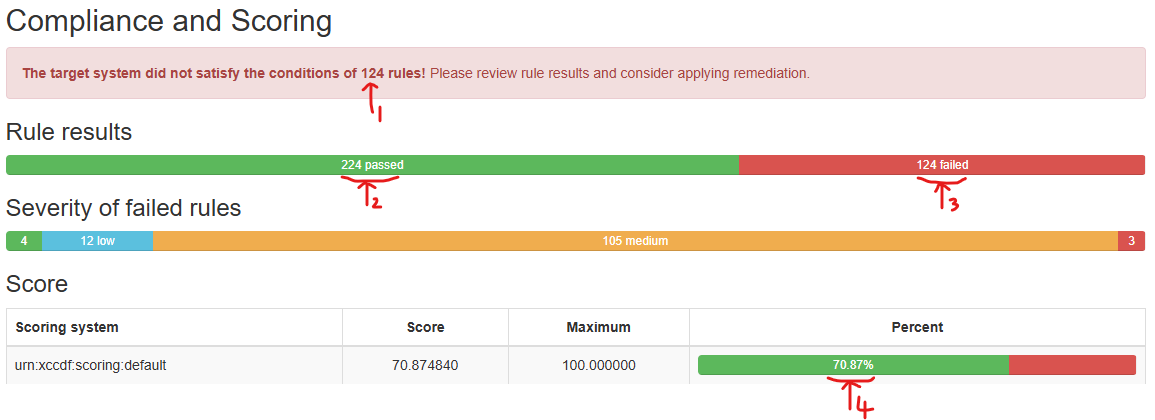 Compliance and Scoring
The target system did not satisfy the conditions of 124 rules! Please review rule results and consider applying remediation.
1
Rule results
224 passed 124 failed
2 3
Severity of failed rules
4 12 low 105 medium 3
Score
Scoring system Score Maximum Percent
urn:xccdf:scoring:default 70.874840 100.000000 70.87%
4